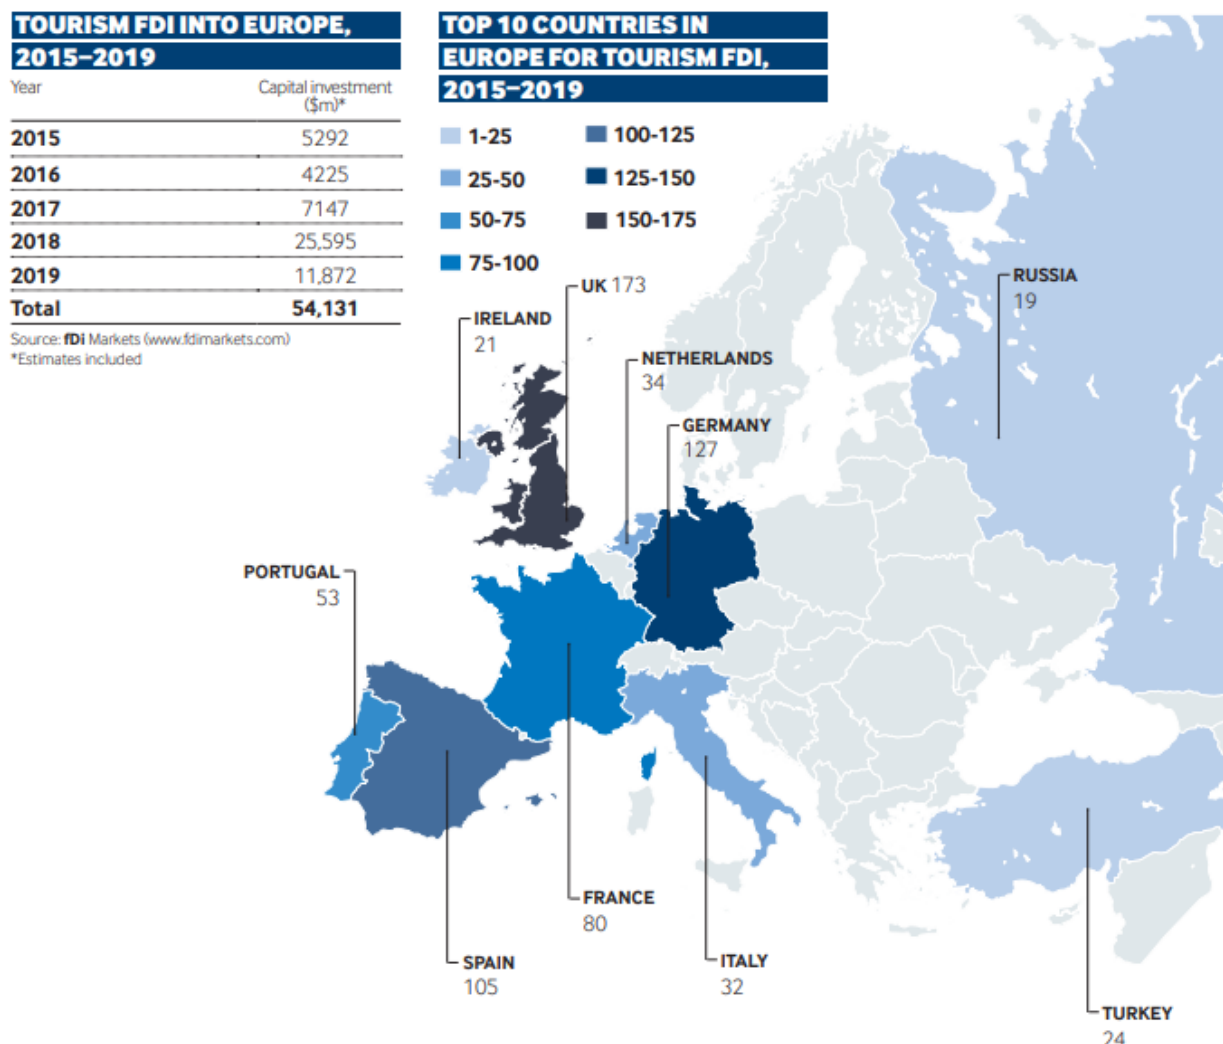 TOURISM FDI INTO EUROPE,
2015–2019
Year Capital investment
($m)*
2015 5292
2016 4225
2017 7147
2018 25,595
2019 11,872
Total 54,131
Source: fDi Markets (www.fdimarkets.com)
*Estimates included
TOP 10 COUNTRIES IN
EUROPE FOR TOURISM FDI,
2015–2019
1-25
25-50
50-75
75-100
100-125
125-150
150-175
UK 173
IRELAND
21
NETHERLANDS
34
GERMANY
127
RUSSIA
19
PORTUGAL
53
FRANCE
80
SPAIN
105
ITALY
32
TURKEY
24